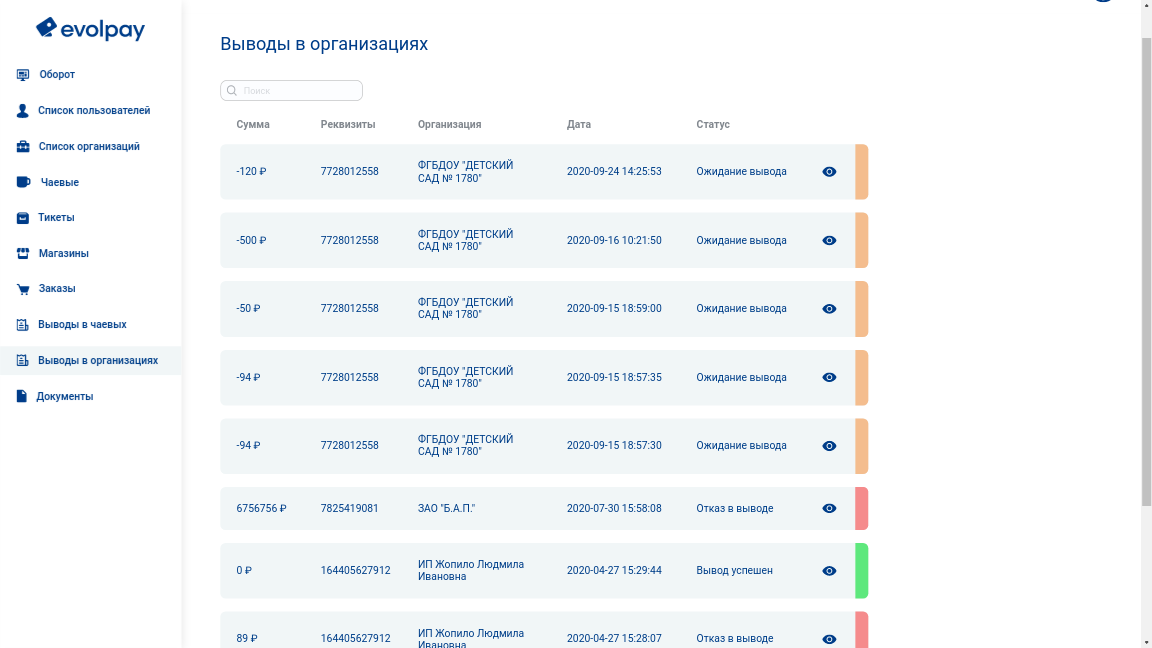 evolpay
Оборот
Список пользователей
Список организаций
Чаевые
Тикеты
Магазины
Заказы
Выводы в чаевых
Выводы в организациях
Документы
Выводы в организациях
Поиск
Сумма Реквизиты Организация Дата Статус
-120 ₽ 7728012558 ФГБДОУ "ДЕТСКИЙ
САД № 1780" 2020-09-24 14:25:53 Ожидание вывода
-500 ₽ 7728012558 ФГБДОУ "ДЕТСКИЙ
САД № 1780" 2020-09-16 10:21:50 Ожидание вывода
-50 ₽ 7728012558 ФГБДОУ "ДЕТСКИЙ
САД № 1780" 2020-09-15 18:59:00 Ожидание вывода
-94 ₽ 7728012558 ФГБДОУ "ДЕТСКИЙ
САД № 1780" 2020-09-15 18:57:35 Ожидание вывода
-94 ₽ 7728012558 ФГБДОУ "ДЕТСКИЙ
САД № 1780" 2020-09-15 18:57:30 Ожидание вывода
6756756 ₽ 7825419081 ЗАО "Б.А.П." 2020-07-30 15:58:08 Отказ в выводе
0 ₽ 164405627912 ИП Жопило Людмила
Ивановна 2020-04-27 15:29:44 Вывод успешен
89 ₽ 164405627912 ИП Жопило Людмила
Ивановна 2020-04-27 15:28:07 Отказ в выводе